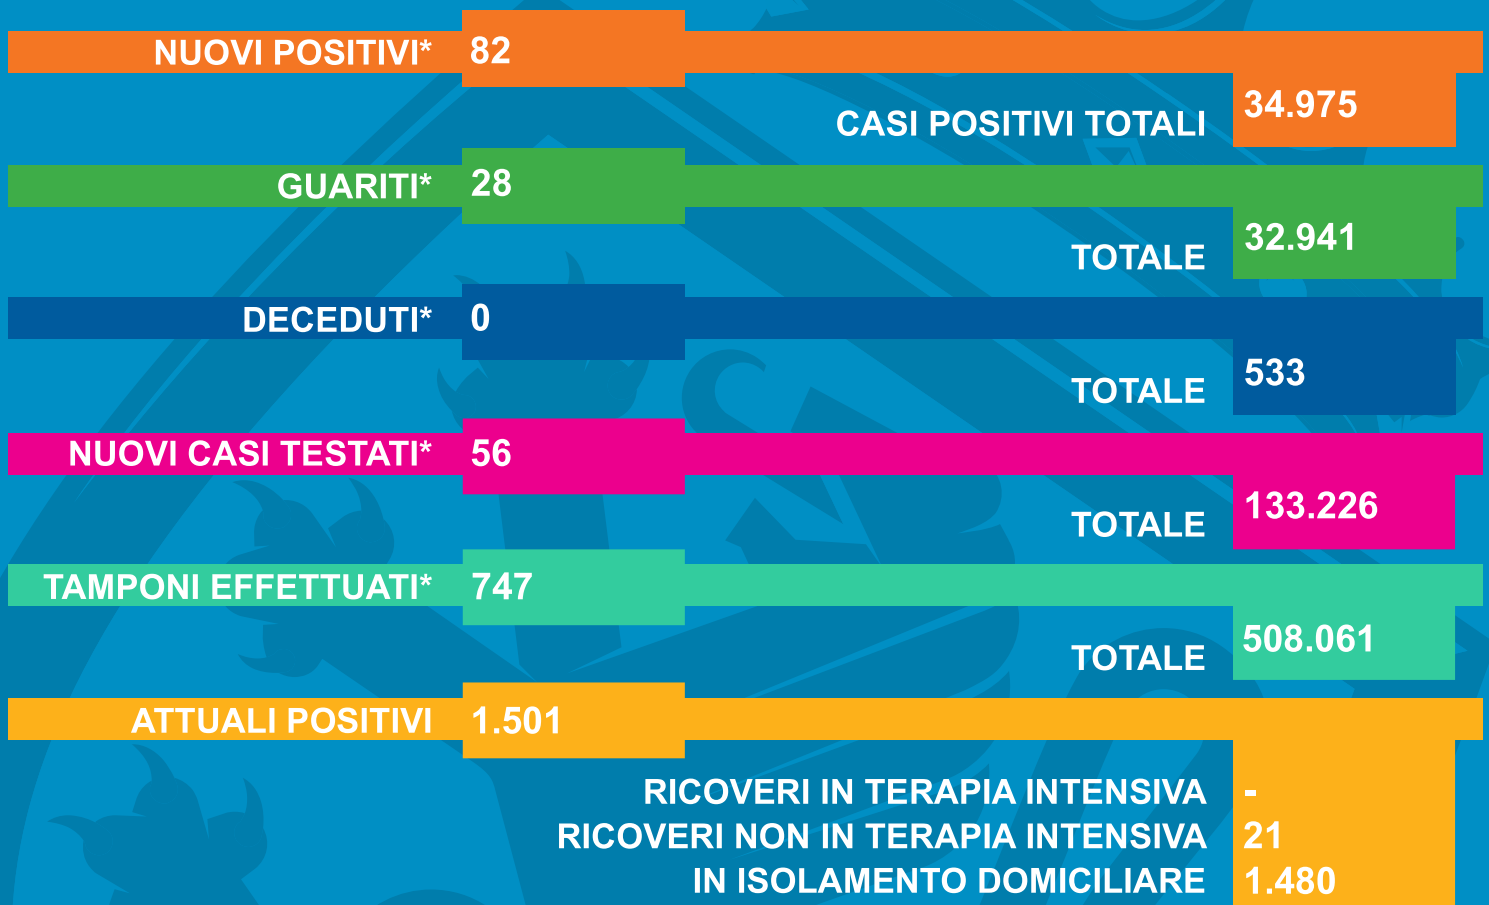 NUOVI POSITIVI* 82
CASI POSITIVI TOTALI 34.975
GUARITI* 28
TOTALE 32.941
DECEDUTI* 0
TOTALE 533
NUOVI CASI TESTATI* 56
TOTALE 133.226
TAMPONI EFFETTUATI* 747
TOTALE 508.061
ATTUALI POSITIVI 1.501
RICOVERI IN TERAPIA INTENSIVA -
RICOVERI NON IN TERAPIA INTENSIVA 21
IN ISOLAMENTO DOMICILIARE 1.480